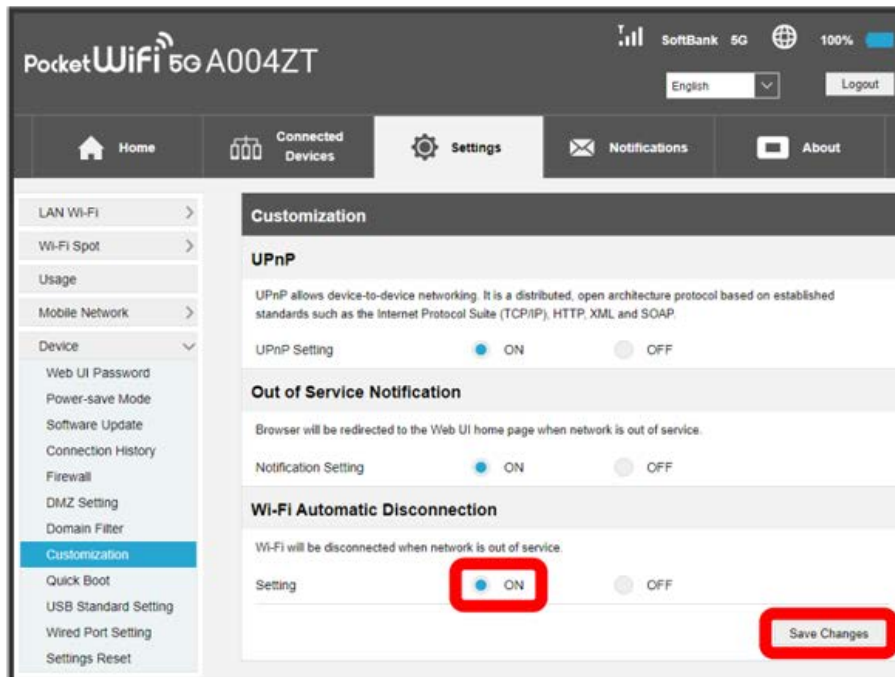 SoftBank 5G 100%
Pocket WiFi 5G A004ZT
English
Logout
Home
Connected
Devices
Settings
Notifications
About
LAN Wi-Fi
Wi-Fi Spot
Usage
Mobile Network
Device
Web UI Password
Power-save Mode
Software Update
Connection History
Firewall
DMZ Setting
Domain Filter
Customization
Quick Boot
USB Standard Setting
Wired Port Setting
Settings Reset
Customization
UPnP
UPnP allows device-to-device networking. It is a distributed, open architecture protocol based on established
standards such as the Internet Protocol Suite (TCP/IP), HTTP, XML and SOAP.
UPnP Setting ON OFF
Out of Service Notification
Browser will be redirected to the Web UI home page when network is out of service.
Notification Setting ON OFF
Wi-Fi Automatic Disconnection
Wi-Fi will be disconnected when network is out of service.
Setting ON OFF
Save Changes